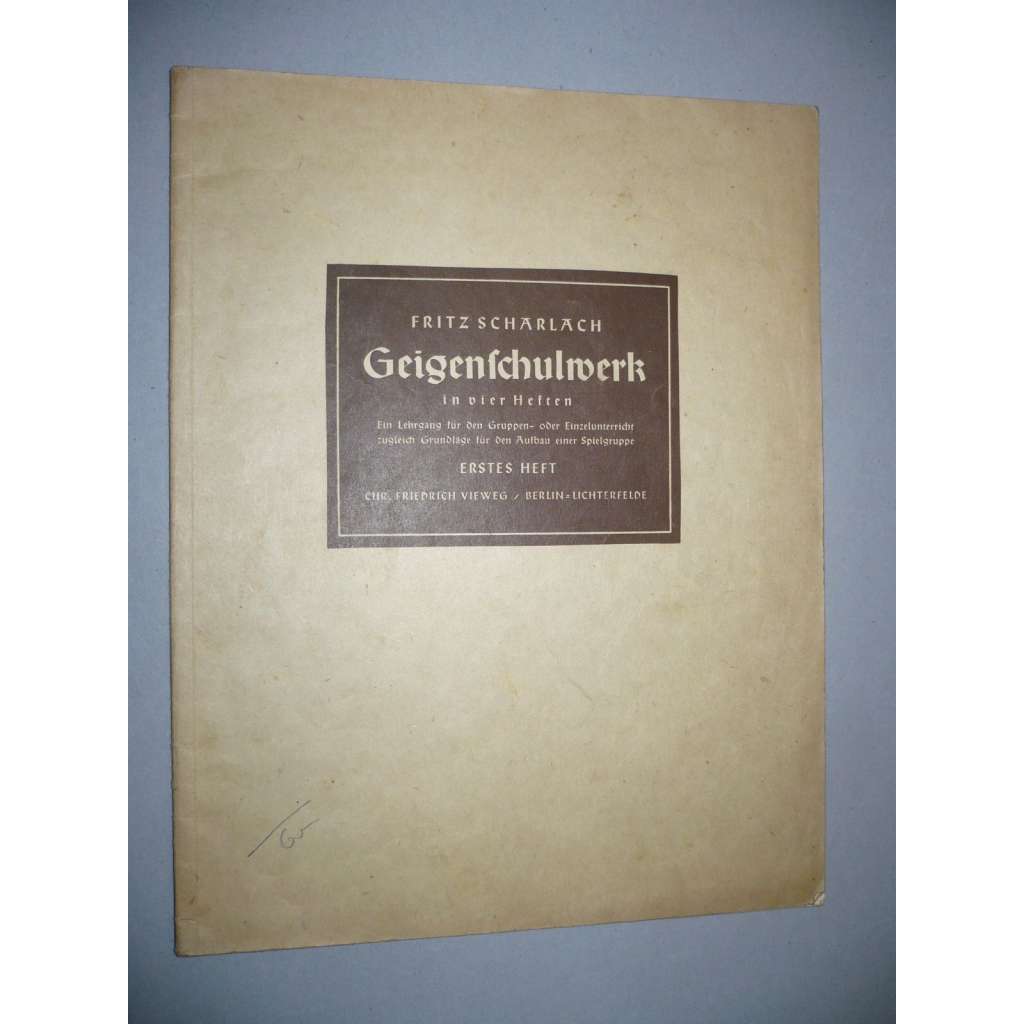 FRITZ SCHARLACH
Geigenſchulwerk
in vier Heften
Ein Lehrgang für den Gruppen- oder Einzelunterricht
zugleich Grundlage für den Aufbau einer Spielgruppe
ERSTES HEFT
CHR. FRIEDRICH VIEWEG / BERLIN=LICHTERFELDE